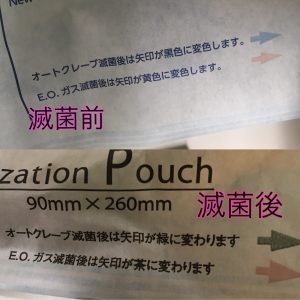 New
オートクレーブ滅菌後は矢印が黒色に変色します。
E.O. ガス滅菌後は矢印が黄色に変色します。
滅菌前
zation Pouch
90mm×260mm
滅菌後
オートクレーブ滅菌後は矢印が緑に変わります
E.O. ガス滅菌後は矢印が茶に変わります